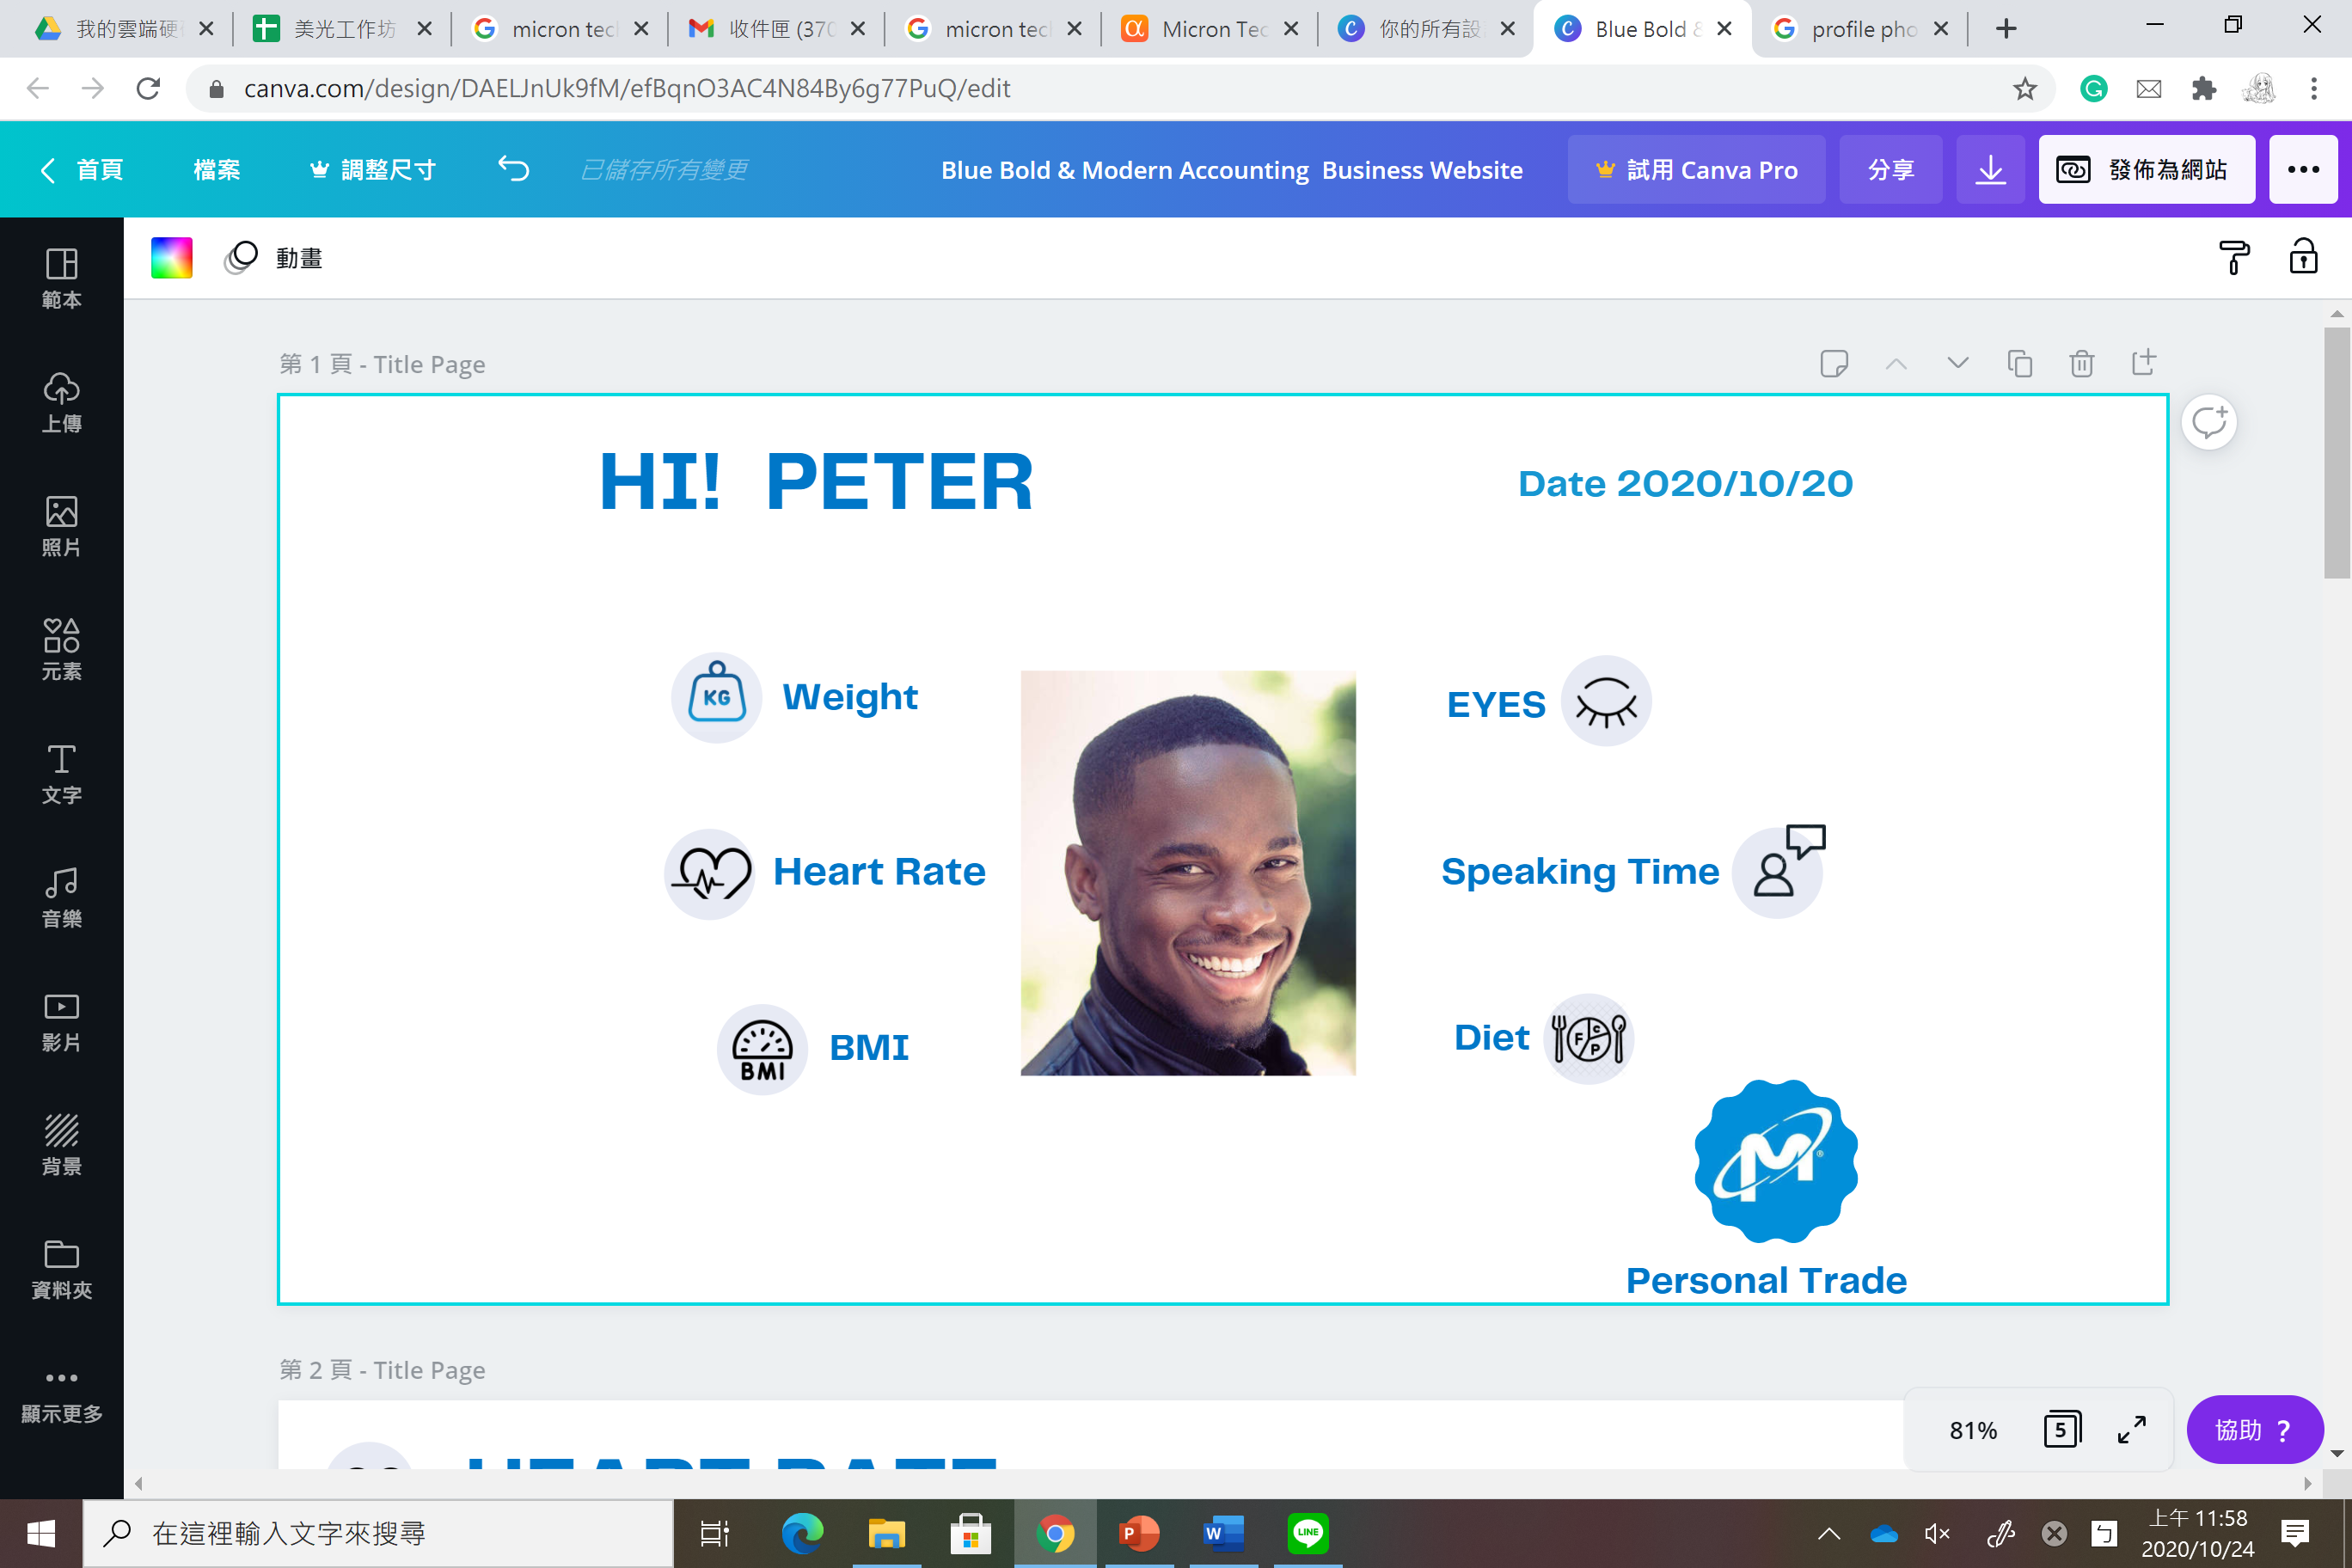 我的雲端硬
美光工作坊
micron tec
收件匣 (370
micron tec
Micron Tec
你的所有設
Blue Bold &
profile pho
canva.com/design/DAELJnUk9fM/efBqnO3AC4N84By6g77PuQ/edit
首頁
檔案
調整尺寸
已儲存所有變更
Blue Bold & Modern Accounting Business Website
試用 Canva Pro
分享
發佈為網站
範本
上傳
照片
元素
文字
音樂
影片
背景
資料夾
顯示更多
動畫
第 1 頁 - Title Page
HI! PETER
Date 2020/10/20
KG
Weight
EYES
Heart Rate
Speaking Time
BMI
BMI
Diet
F C P
M
Personal Trade
第 2 頁 - Title Page
HEART RATE
81%
5
協助 ?
在這裡輸入文字來搜尋
LINE
ㄅ
上午 11:58
2020/10/24